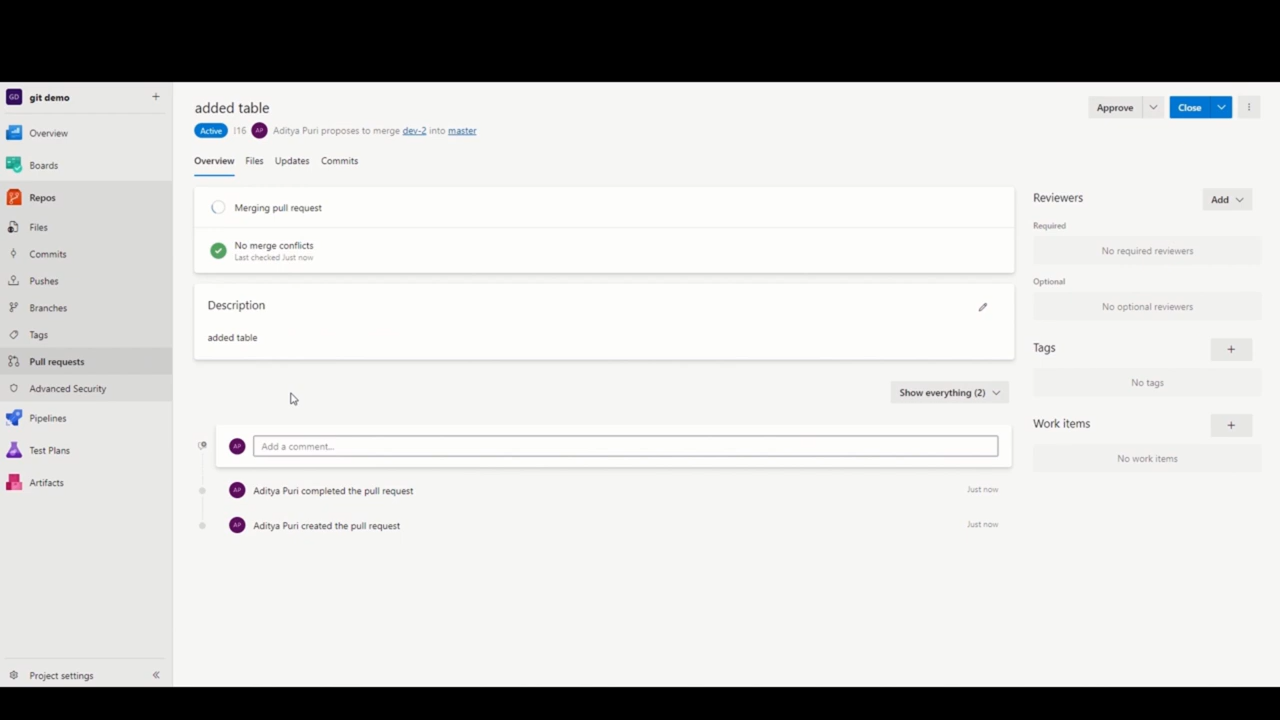 GD git demo
Overview
Boards
Repos
Files
Commits
Pushes
Branches
Tags
Pull requests
Advanced Security
Pipelines
Test Plans
Artifacts
Project settings
added table
Approve
Close
Active !16 AP Aditya Puri proposes to merge dev-2 into master
Overview Files Updates Commits
Merging pull request
No merge conflicts
Last checked Just now
Description
added table
Show everything (2)
AP Add a comment...
AP Aditya Puri completed the pull request Just now
AP Aditya Puri created the pull request Just now
Reviewers Add
Required
No required reviewers
Optional
No optional reviewers
Tags
No tags
Work items
No work items